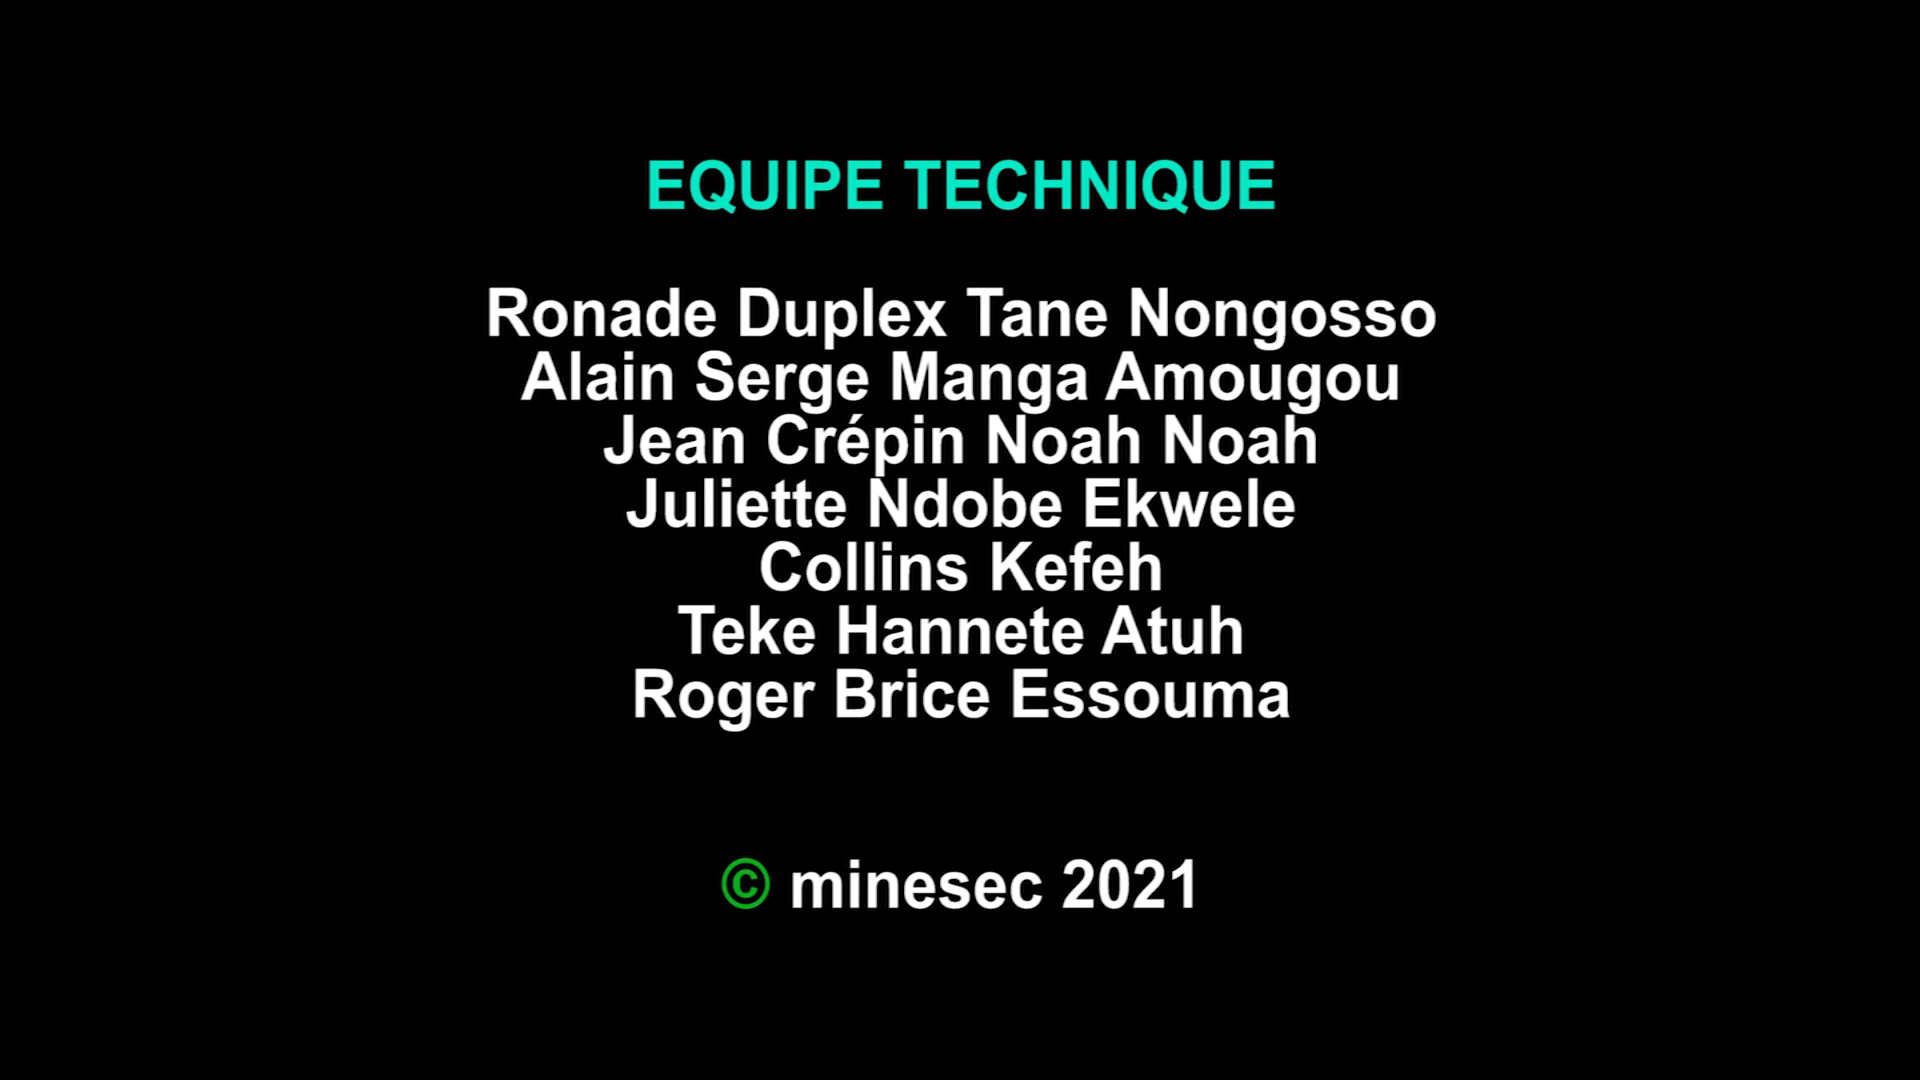 EQUIPE TECHNIQUE
Ronade Duplex Tane Nongosso
Alain Serge Manga Amougou
Jean Crépin Noah Noah
Juliette Ndobe Ekwele
Collins Kefeh
Teke Hannete Atuh
Roger Brice Essouma
© minesec 2021